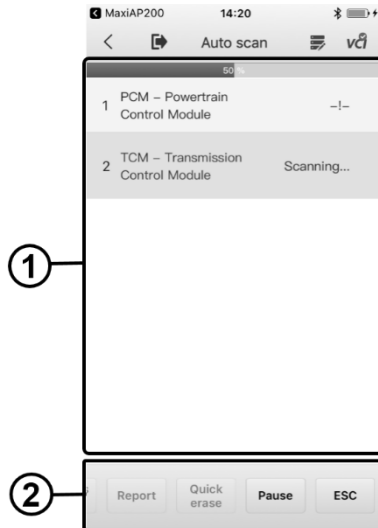 MaxiAP200 14:20
Auto scan vci
50 %
1 PCM – Powertrain
Control Module -!-
2 TCM – Transmission
Control Module Scanning...
1
2
Report Quick
erase Pause ESC